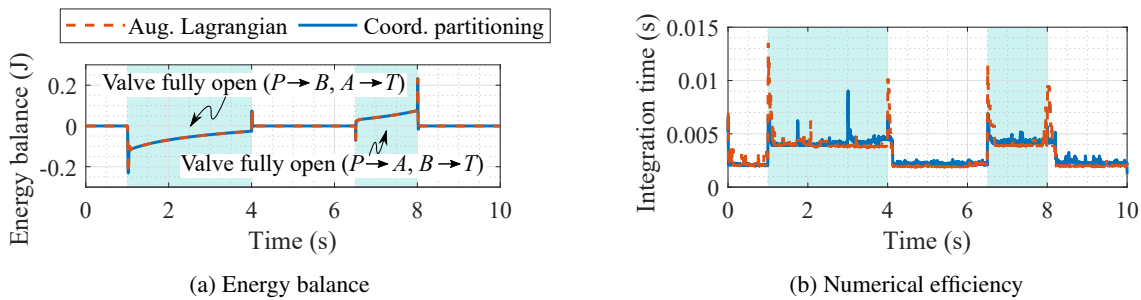 Aug. Lagrangian Coord. partitioning
Energy balance (J)
0.2
0
-0.2
Valve fully open (P→B, A→T)
Valve fully open (P→A, B→T)
0 2 4 6 8 10
Time (s)
(a) Energy balance
Integration time (s)
0.015
0.01
0.005
0
0 2 4 6 8 10
Time (s)
(b) Numerical efficiency